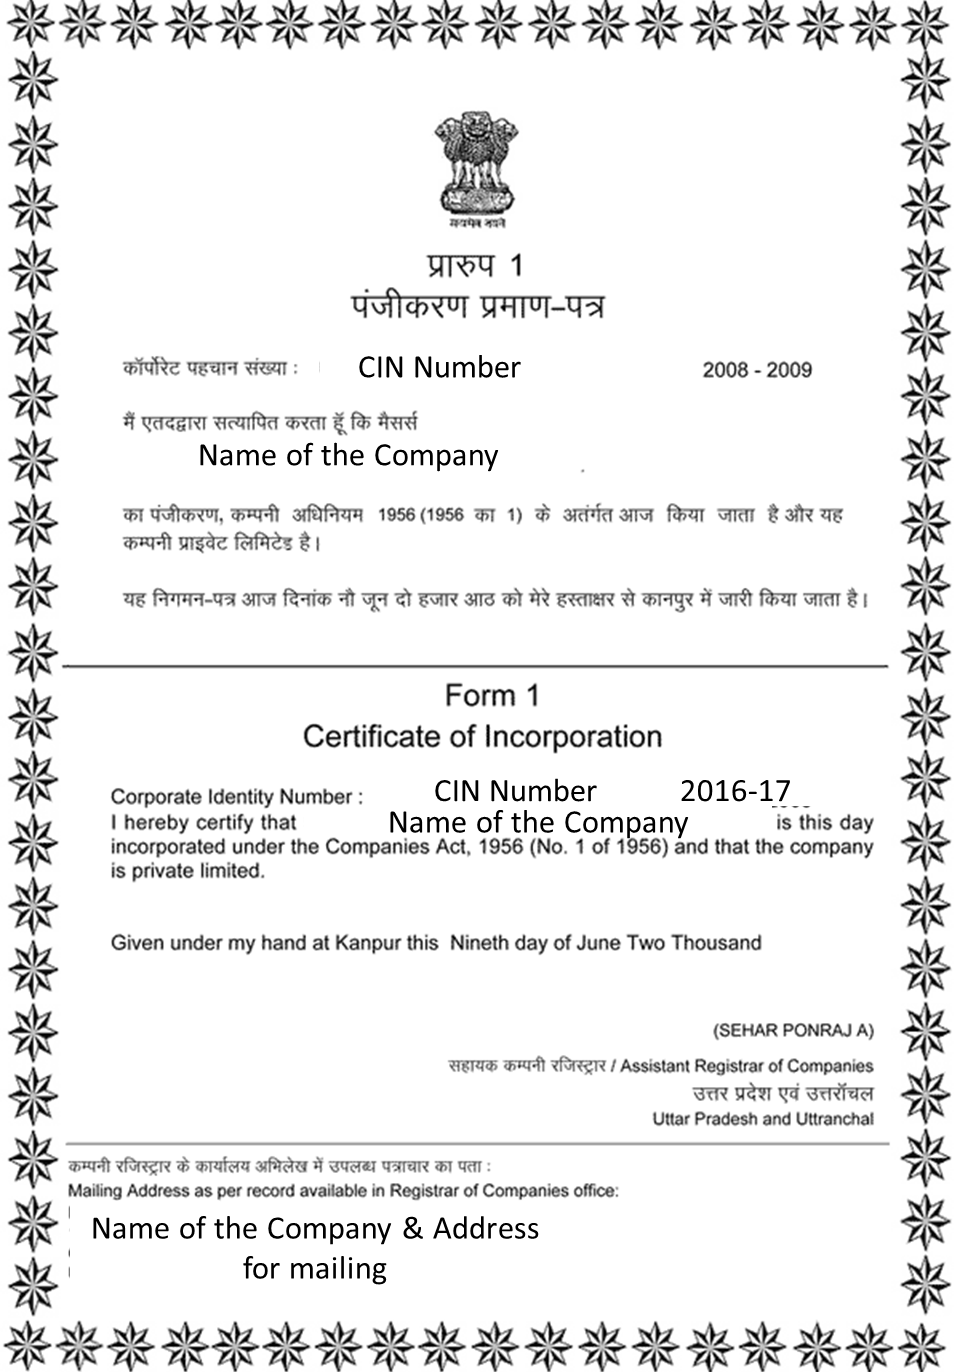 सत्यमेव जयते
प्रारुप 1
पंजीकरण प्रमाण-पत्र
कॉर्पोरेट पहचान संख्या : CIN Number 2008 - 2009
मैं एतदद्वारा सत्यापित करता हूँ कि मैसर्स
Name of the Company
का पंजीकरण, कम्पनी अधिनियम 1956 (1956 का 1) के अतंर्गत आज किया जाता है और यह
कम्पनी प्राइवेट लिमिटेड है।
यह निगमन-पत्र आज दिनांक नौ जून दो हजार आठ को मेरे हस्ताक्षर से कानपुर में जारी किया जाता है।
Form 1
Certificate of Incorporation
Corporate Identity Number : CIN Number 2016-17
I hereby certify that Name of the Company is this day
incorporated under the Companies Act, 1956 (No. 1 of 1956) and that the company
is private limited.
Given under my hand at Kanpur this Nineth day of June Two Thousand
(SEHAR PONRAJ A)
सहायक कम्पनी रजिस्ट्रार / Assistant Registrar of Companies
उत्तर प्रदेश एवं उत्तरॉचल
Uttar Pradesh and Uttranchal
कम्पनी रजिस्ट्रार के कार्यालय अभिलेख में उपलब्ध पत्राचार का पता :
Mailing Address as per record available in Registrar of Companies office:
Name of the Company & Address
for mailing